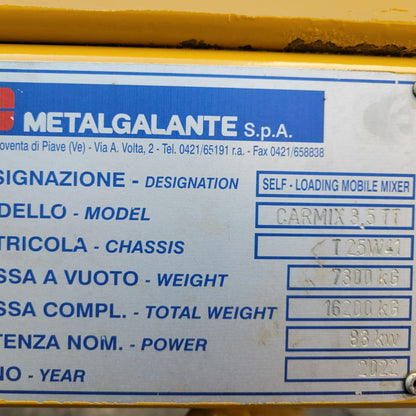 METALGALANTE S.p.A.
oventa di Piave (Ve) - Via A. Volta, 2 - Tel. 0421/65191 r.a. - Fax 0421/658838
SIGNAZIONE - DESIGNATION SELF - LOADING MOBILE MIXER
DELLO - MODEL CARMIX 3,5 TT
TRICOLA - CHASSIS T 25W41
SSA A VUOTO - WEIGHT 7300 kG
SSA COMPL. - TOTAL WEIGHT 16200 kG
TENZA NOM. - POWER 93 kw
NO - YEAR 2022